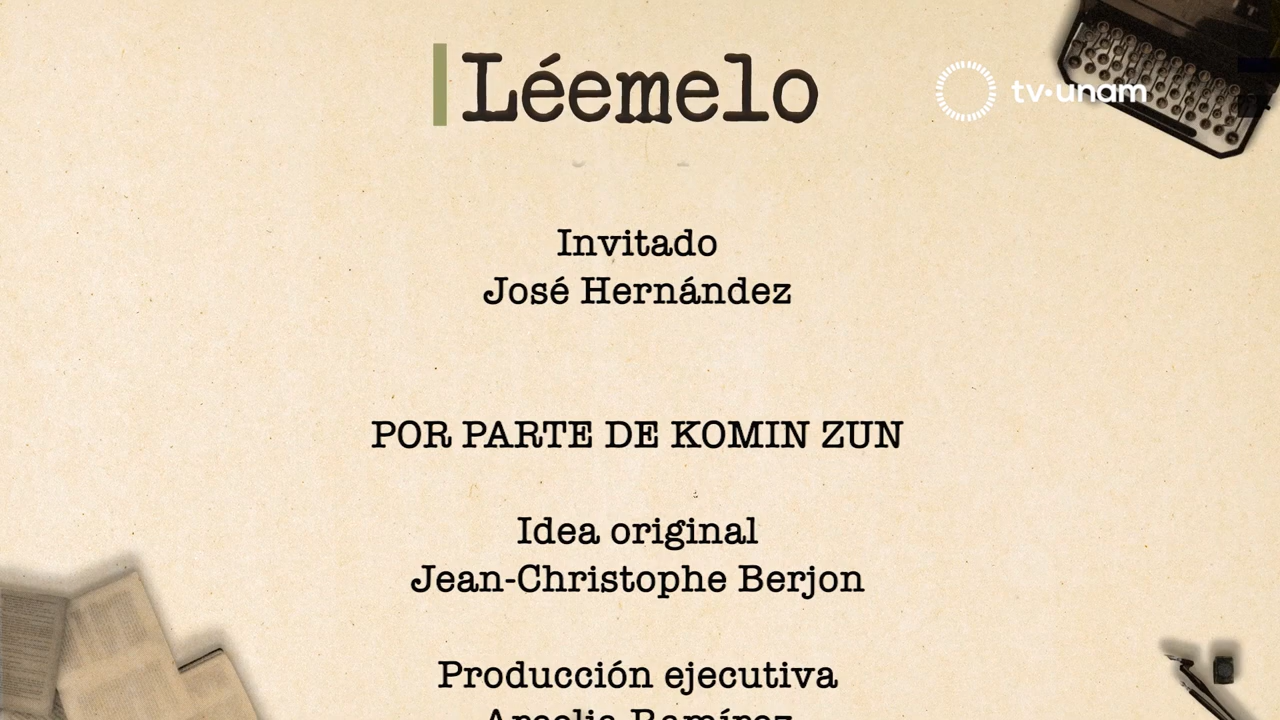 Léemelo
tv·unam
Invitado
José Hernández
POR PARTE DE KOMIN ZUN
Idea original
Jean-Christophe Berjon
Producción ejecutiva